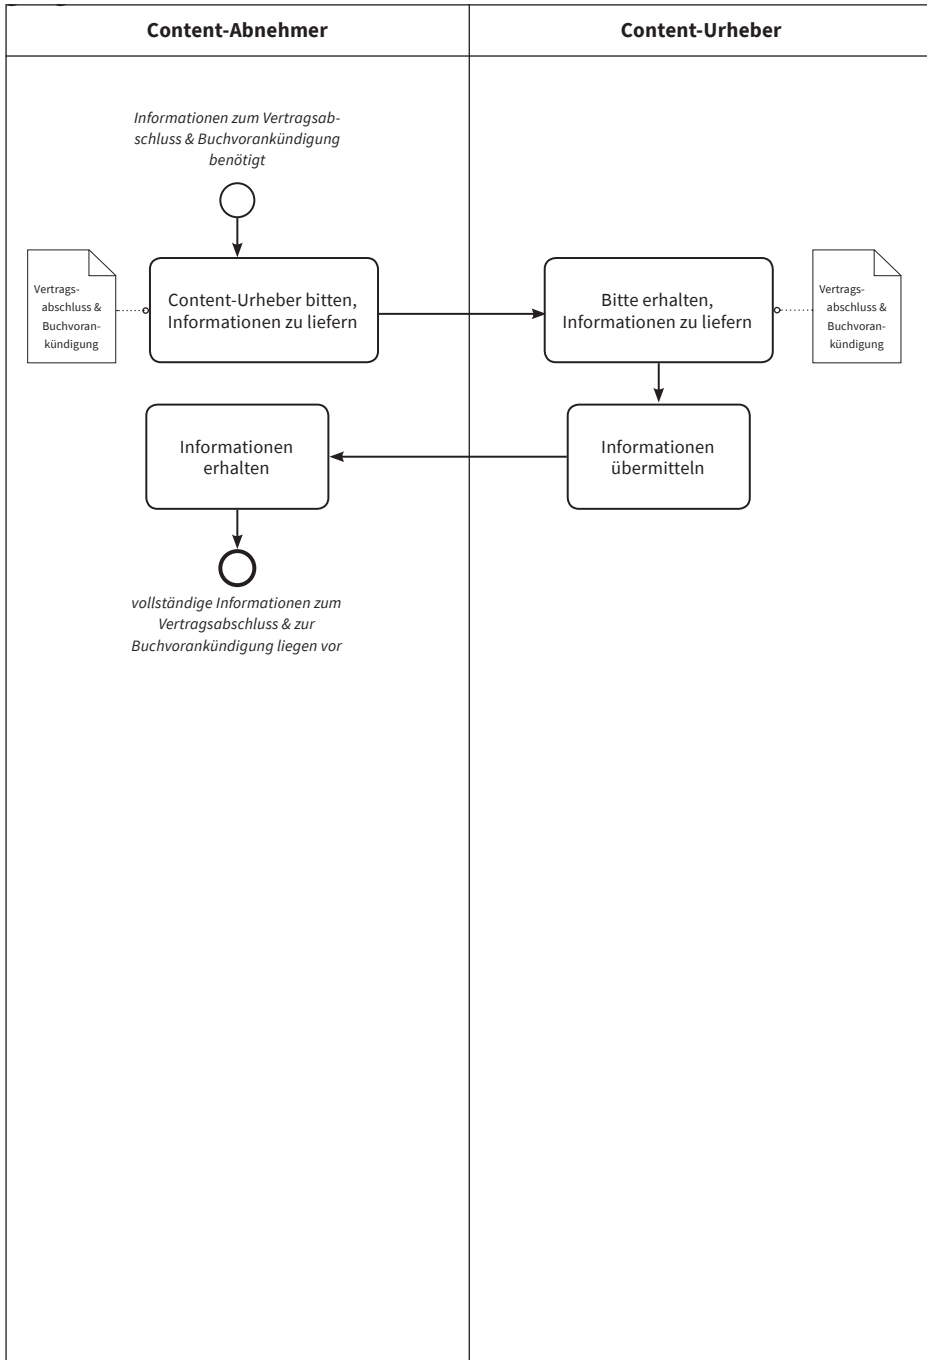 Content-Abnehmer
Content-Urheber
Informationen zum Vertragsab-
schluss & Buchvorankündigung
benötigt
Vertrags-
abschluss &
Buchvoran-
kündigung
Content-Urheber bitten,
Informationen zu liefern
Bitte erhalten,
Informationen zu liefern
Vertrags-
abschluss &
Buchvoran-
kündigung
Informationen
erhalten
Informationen
übermitteln
vollständige Informationen zum
Vertragsabschluss & zur
Buchvorankündigung liegen vor